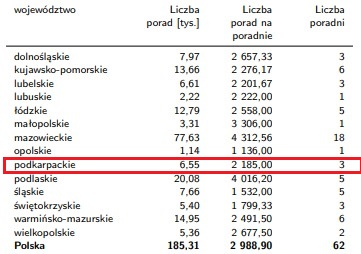 województwo Liczba Liczba Liczba
porad [tys.] porad na poradni
poradnie
dolnośląskie 7,97 2 657,33 3
kujawsko-pomorskie 13,66 2 276,17 6
lubelskie 6,61 2 201,67 3
lubuskie 2,22 2 222,00 1
łódzkie 12,79 2 558,00 5
małopolskie 3,31 3 306,00 1
mazowieckie 77,63 4 312,56 18
opolskie 1,14 1 136,00 1
podkarpackie 6,55 2 185,00 3
podlaskie 20,08 4 016,20 5
śląskie 7,66 1 532,00 5
świętokrzyskie 5,40 1 799,33 3
warmińsko-mazurskie 14,95 2 491,50 6
wielkopolskie 5,36 2 677,50 2
Polska 185,31 2 988,90 62